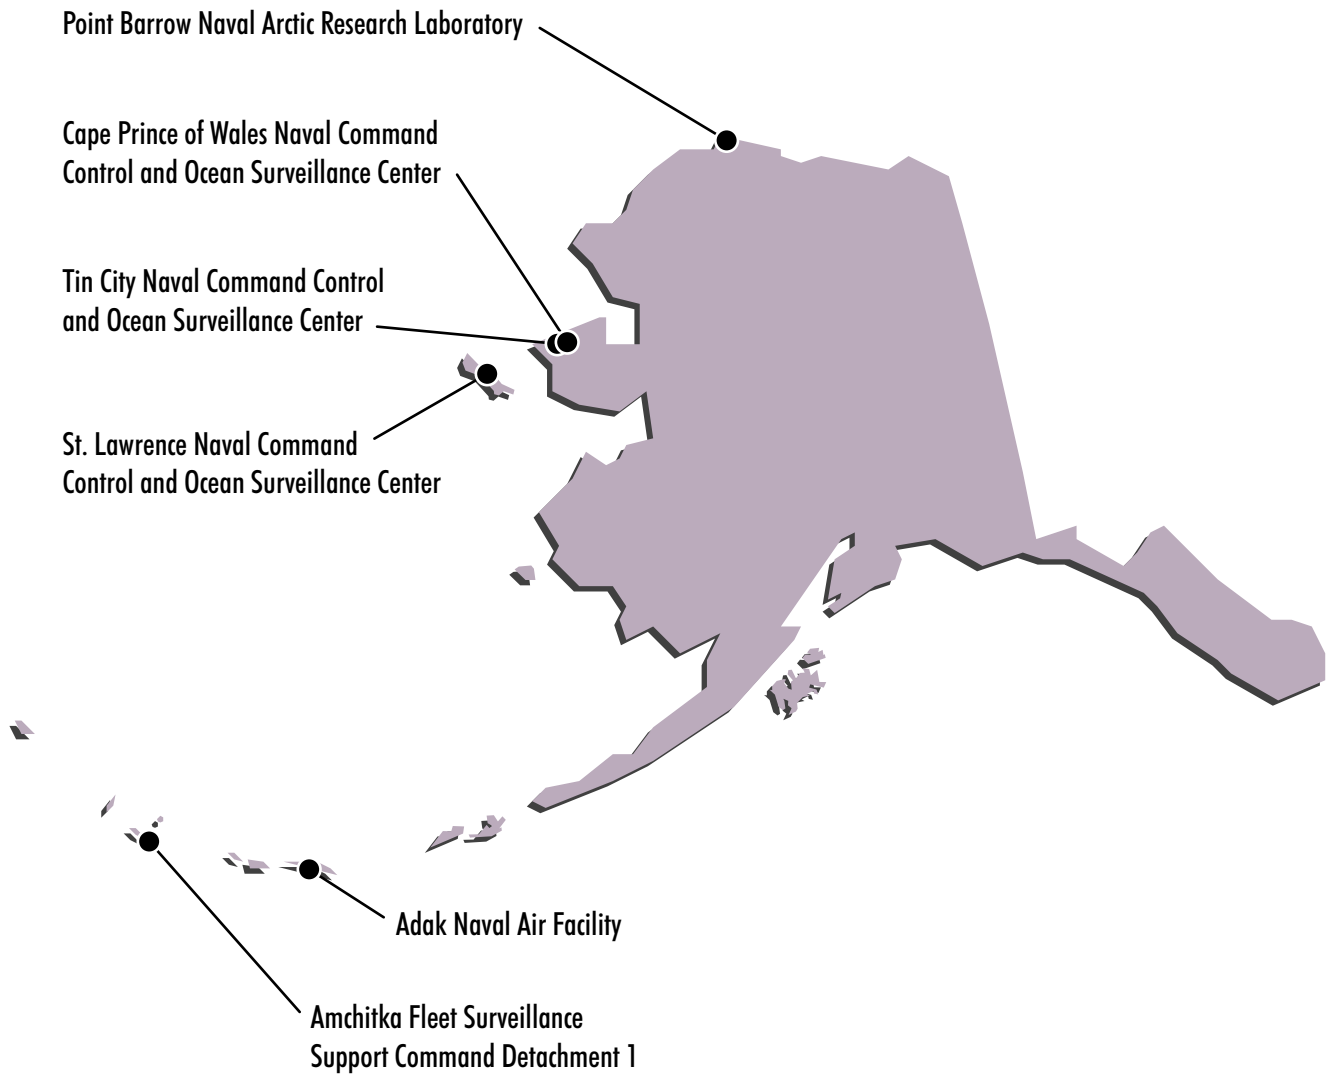 Point Barrow Naval Arctic Research Laboratory
Cape Prince of Wales Naval Command
Control and Ocean Surveillance Center
Tin City Naval Command Control
and Ocean Surveillance Center
St. Lawrence Naval Command
Control and Ocean Surveillance Center
Adak Naval Air Facility
Amchitka Fleet Surveillance
Support Command Detachment 1